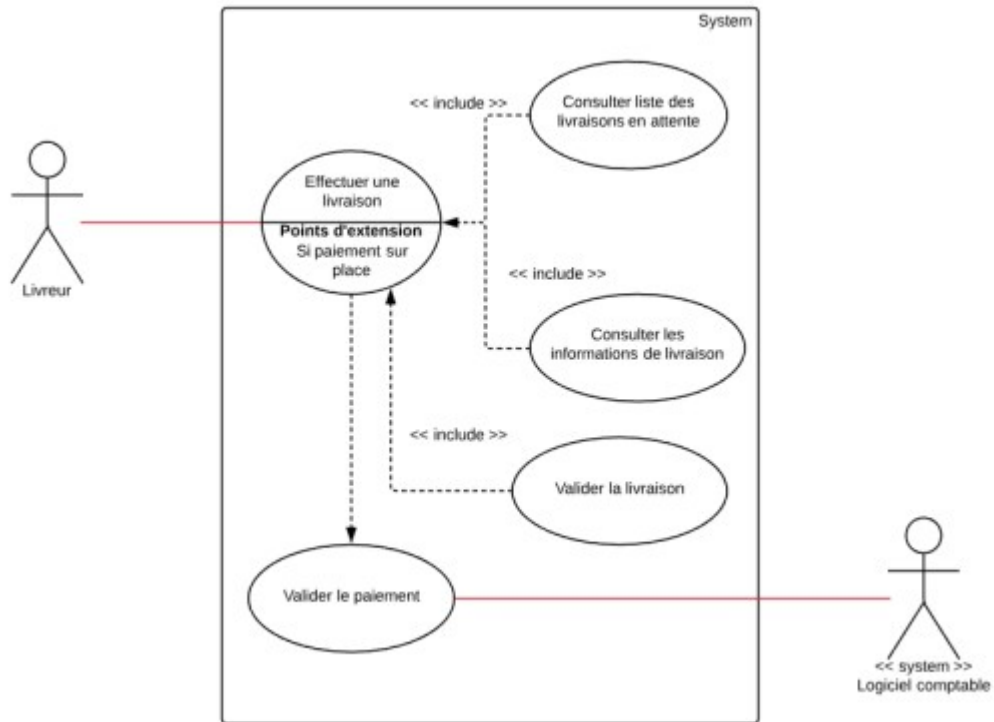 System
<< include >>
Consulter liste des
livraisons en attente
Effectuer une
livraison
Points d'extension
Si paiement sur
place
Livreur
<< include >>
Consulter les
informations de livraison
<< include >>
Valider la livraison
Valider le paiement
<< system >>
Logiciel comptable